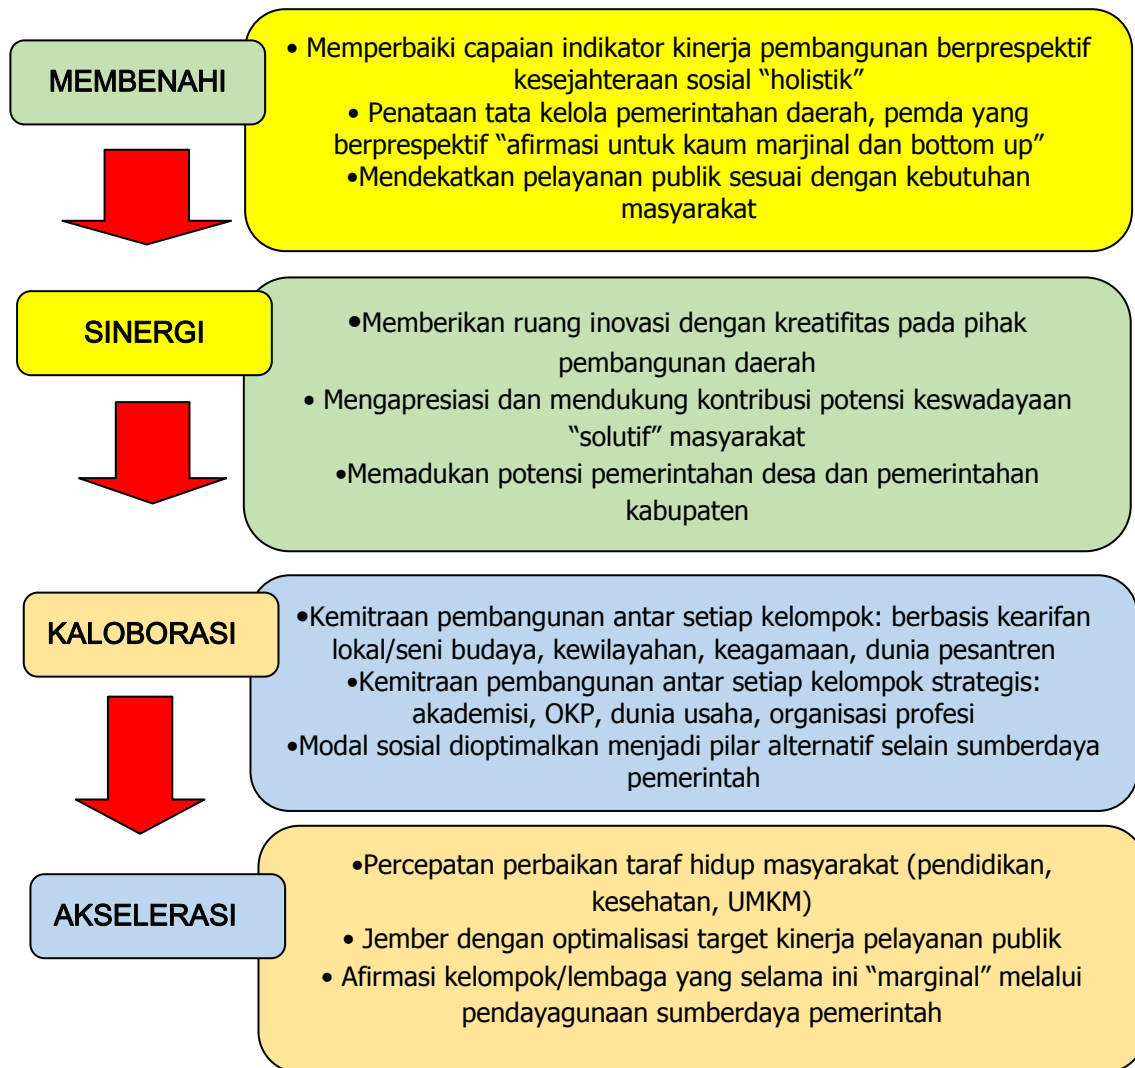 MEMBENAHI
• Memperbaiki capaian indikator kinerja pembangunan berprespektif
kesejahteraan sosial “holistik”
• Penataan tata kelola pemerintahan daerah, pemda yang
berprespektif “afirmasi untuk kaum marjinal dan bottom up”
•Mendekatkan pelayanan publik sesuai dengan kebutuhan
masyarakat
SINERGI
•Memberikan ruang inovasi dengan kreatifitas pada pihak
pembangunan daerah
• Mengapresiasi dan mendukung kontribusi potensi keswadayaan
“solutif” masyarakat
•Memadukan potensi pemerintahan desa dan pemerintahan
kabupaten
KALOBORASI
•Kemitraan pembangunan antar setiap kelompok: berbasis kearifan
lokal/seni budaya, kewilayahan, keagamaan, dunia pesantren
•Kemitraan pembangunan antar setiap kelompok strategis:
akademisi, OKP, dunia usaha, organisasi profesi
•Modal sosial dioptimalkan menjadi pilar alternatif selain sumberdaya
pemerintah
AKSELERASI
•Percepatan perbaikan taraf hidup masyarakat (pendidikan,
kesehatan, UMKM)
• Jember dengan optimalisasi target kinerja pelayanan publik
• Afirmasi kelompok/lembaga yang selama ini “marginal” melalui
pendayagunaan sumberdaya pemerintah